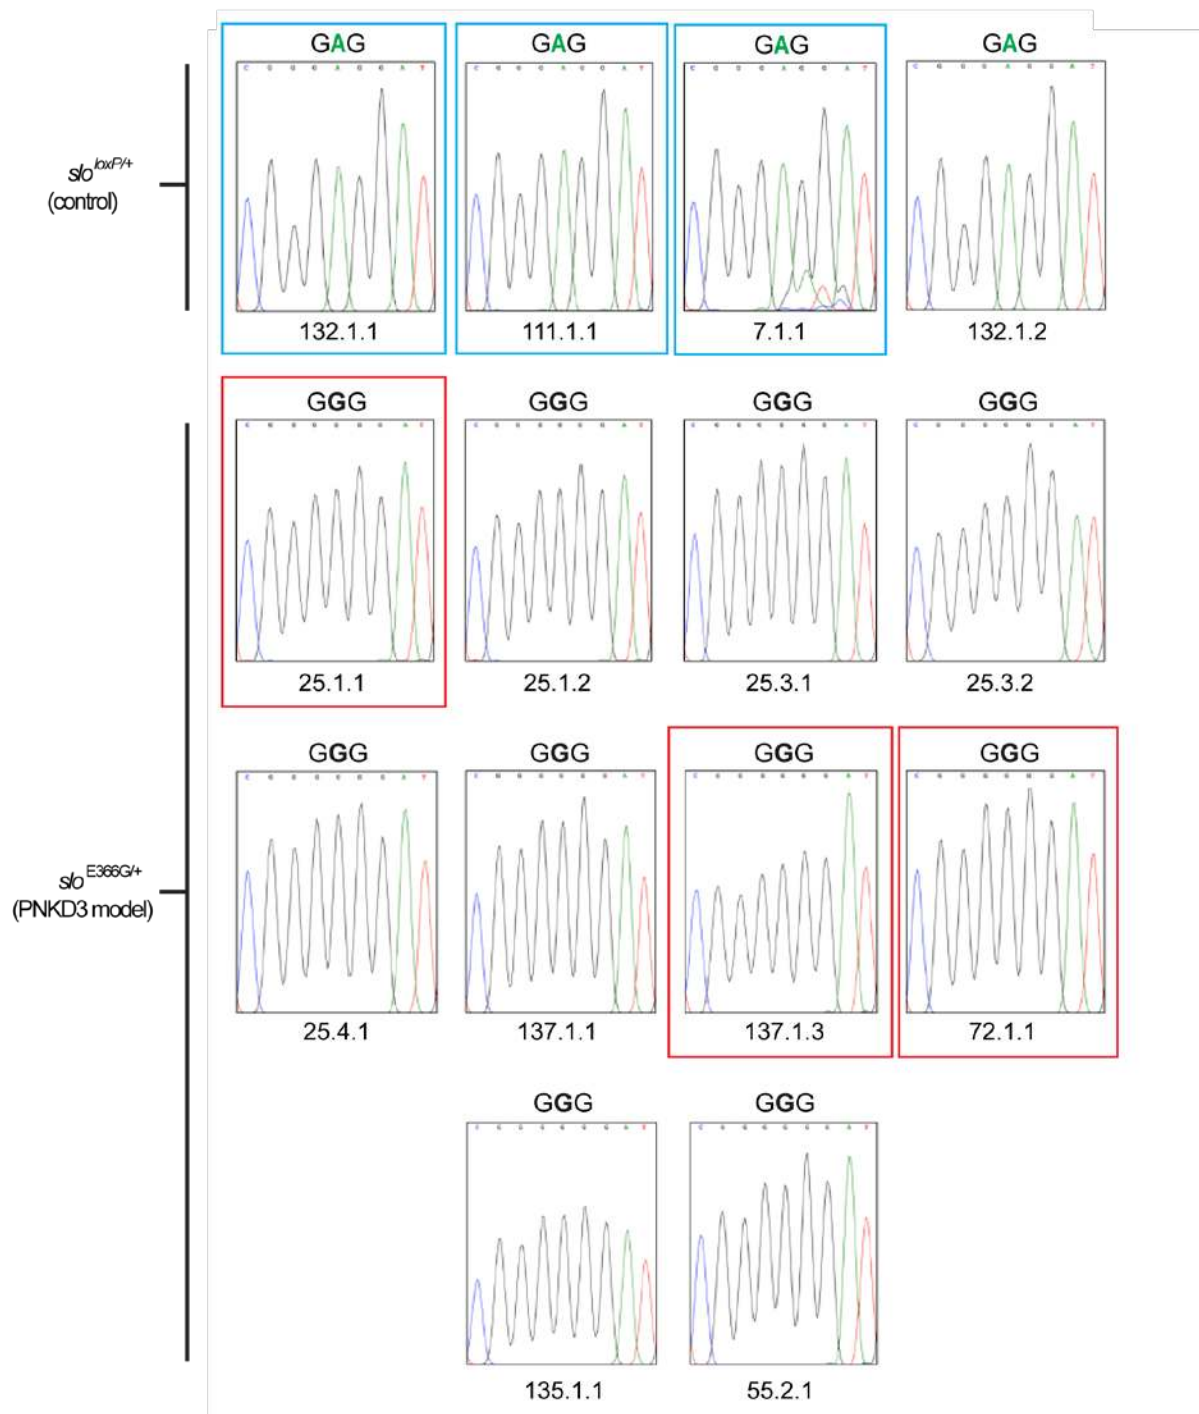 GAG GAG GAG GAG
C G G G A G G A T C G G G A G G A T C G G G A G G A T C G G G A G G A T
slo loxP/+
(control)
132.1.1 111.1.1 7.1.1 132.1.2
GGG GGG GGG GGG
C G G G G G G A T C G G G G G G A T C G G G G G G A T C G G G G G G A T
25.1.1 25.1.2 25.3.1 25.3.2
GGG GGG GGG GGG
C G G G G G G A T C G G G G G G A T C G G G G G G A T C G G G G G G A T
slo E366G/+
(PNKD3 model)
25.4.1 137.1.1 137.1.3 72.1.1
GGG GGG
C G G G G G G A T C G G G G G G A T
135.1.1 55.2.1